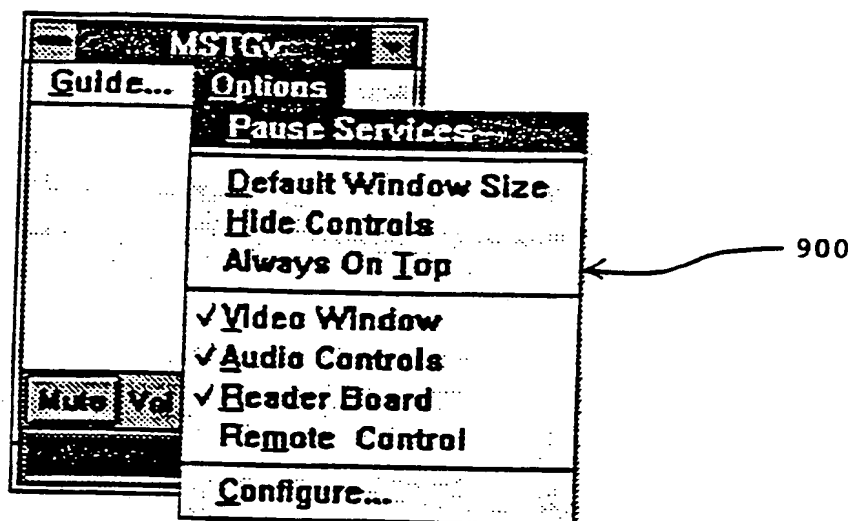 MSTGv
Guide... Options
Pause Services
Default Window Size
Hide Controls
Always On Top
900
✓Video Window
✓Audio Controls
Mute Vol ✓Reader Board
Remote Control
Configure...